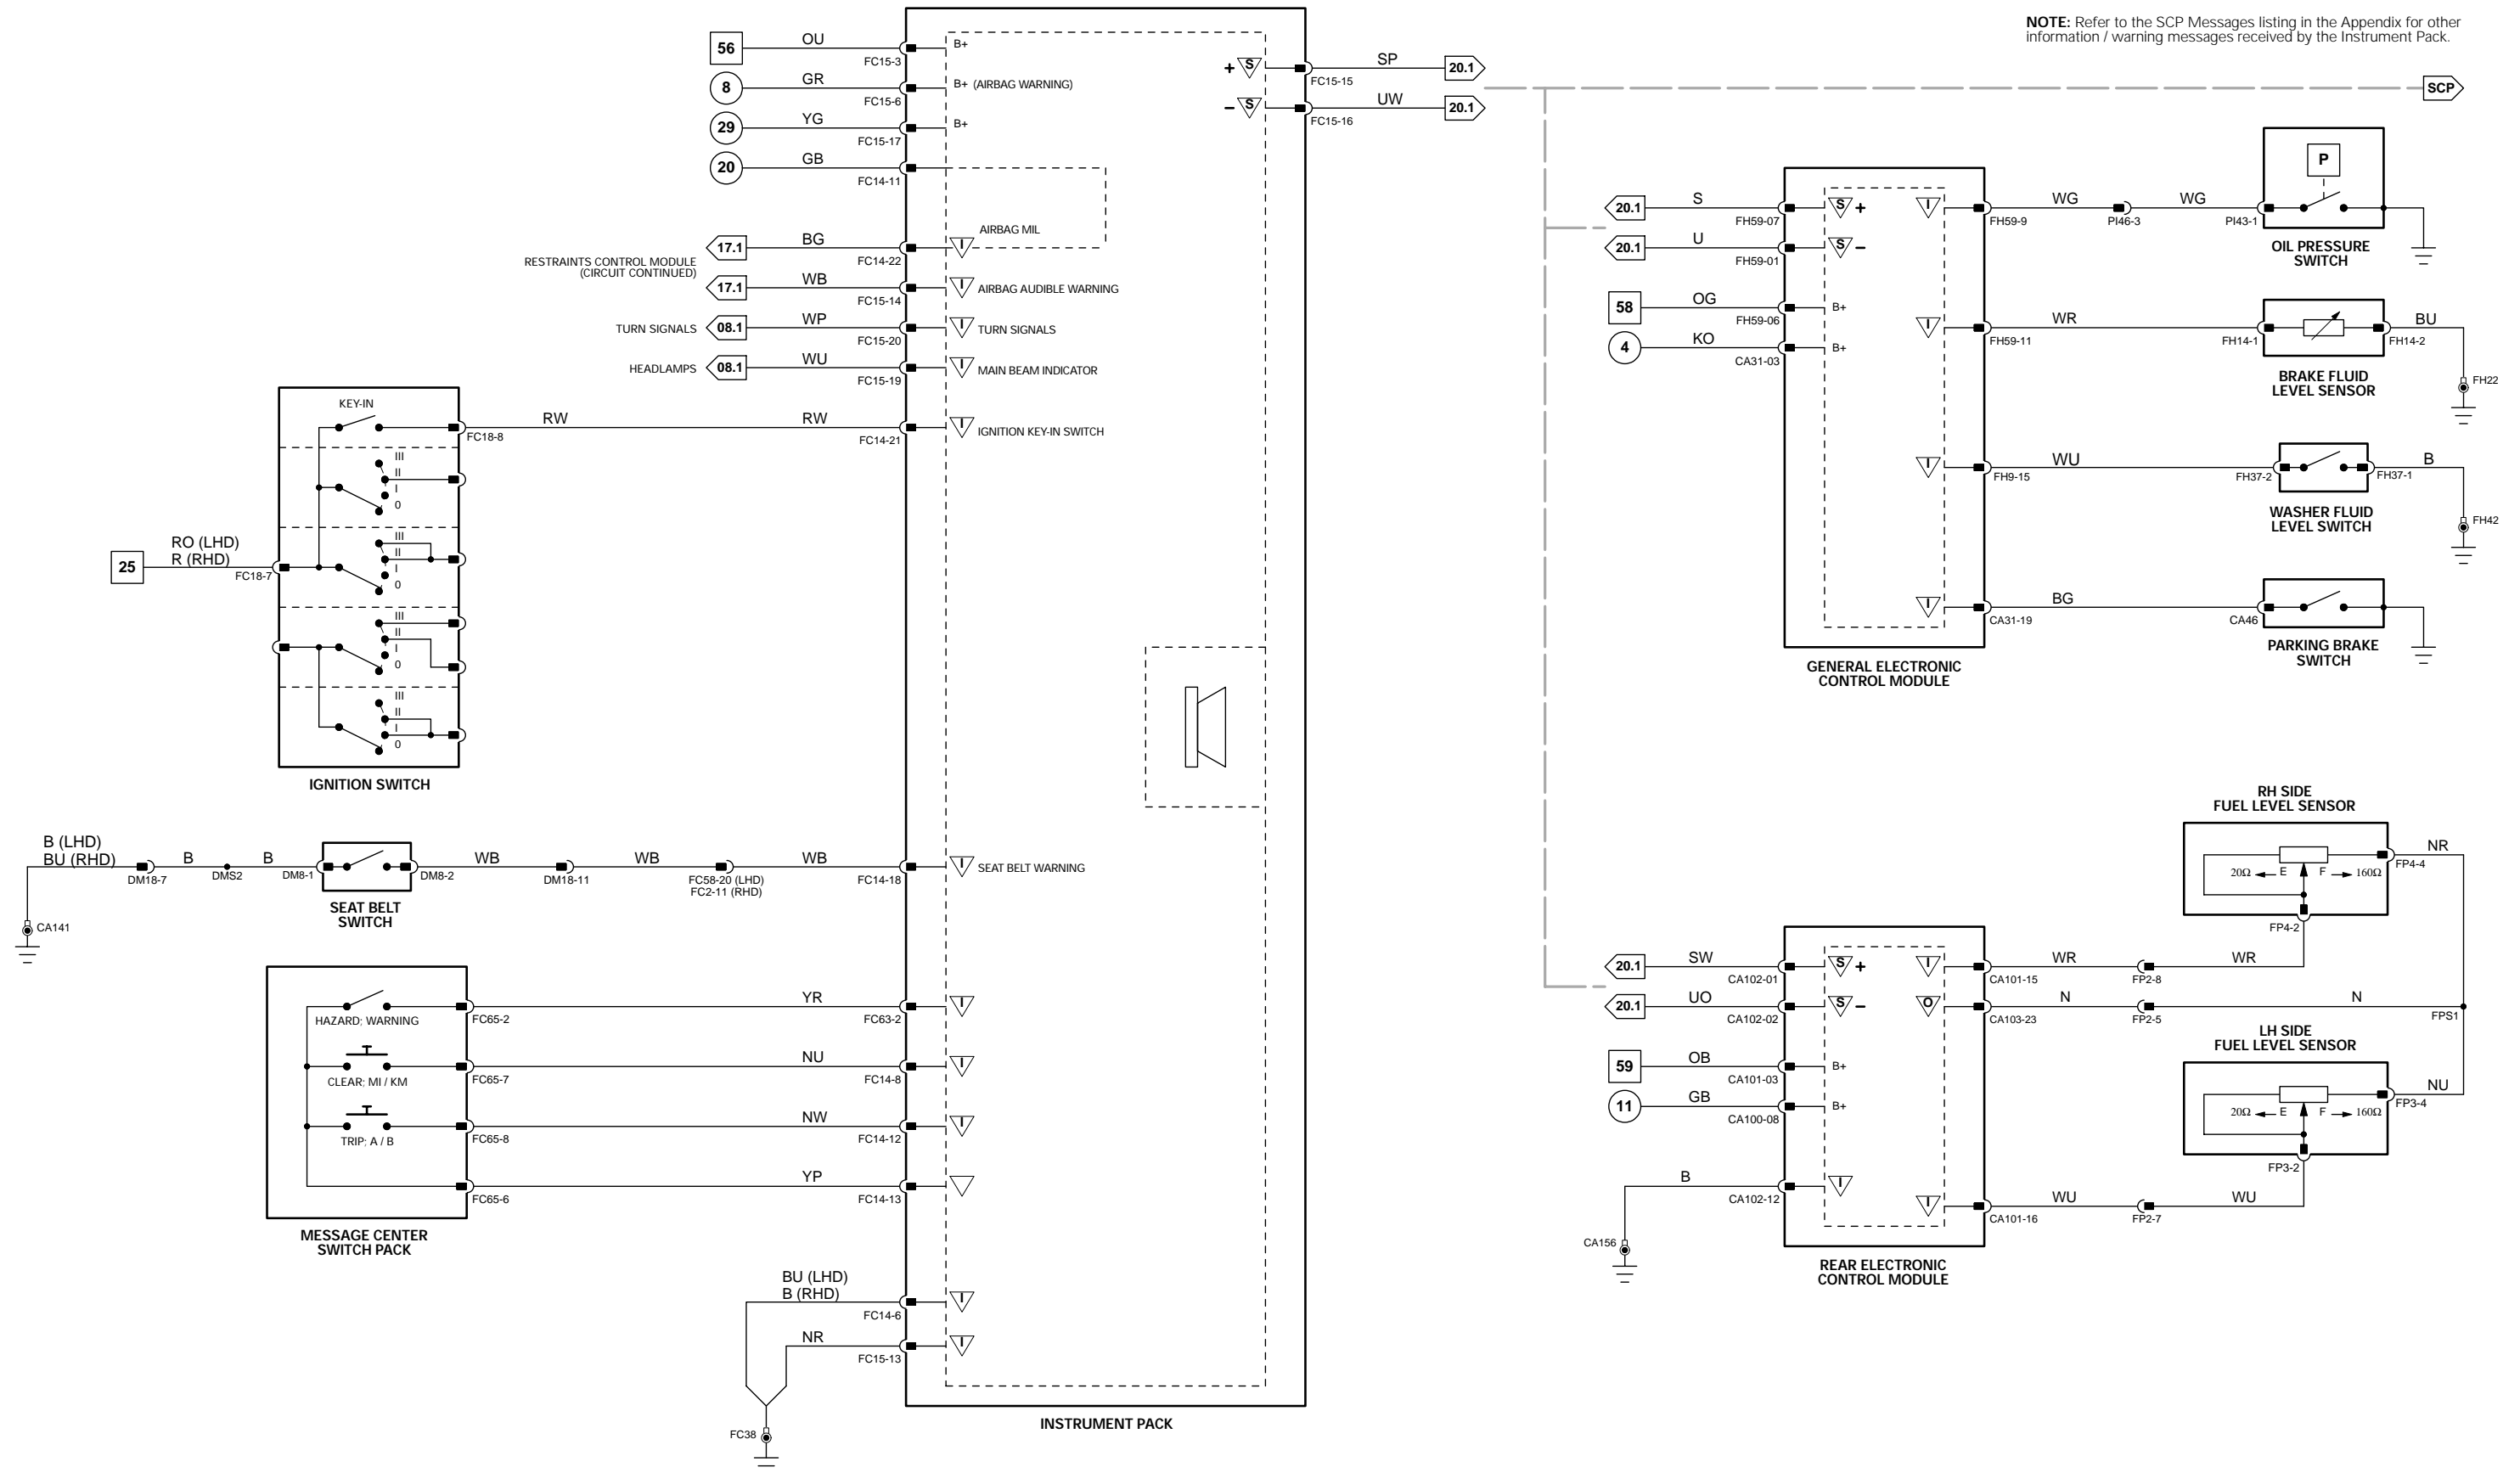 NOTE: Refer to the SCP Messages listing in the Appendix for other
information / warning messages received by the Instrument Pack.
56
OU
FC15-3
B+
8
GR
FC15-6
B+ (AIRBAG WARNING)
29
YG
FC15-17
B+
20
GB
FC14-11
+ S
FC15-15
SP
20.1
– S
FC15-16
UW
20.1
SCP
RESTRAINTS CONTROL MODULE
(CIRCUIT CONTINUED)
17.1
BG
FC14-22
I
AIRBAG MIL
17.1
WB
FC15-14
I
AIRBAG AUDIBLE WARNING
TURN SIGNALS
08.1
WP
FC15-20
I
TURN SIGNALS
HEADLAMPS
08.1
WU
FC15-19
I
MAIN BEAM INDICATOR
KEY-IN
FC18-8
RW
RW
FC14-21
I
IGNITION KEY-IN SWITCH
III
II
I
0
III
II
I
0
III
II
I
0
III
II
I
0
25
RO (LHD)
R (RHD)
FC18-7
IGNITION SWITCH
B (LHD)
BU (RHD)
DM18-7
B
DMS2
B
DM8-1
DM8-2
WB
DM18-11
WB
FC58-20 (LHD)
FC2-11 (RHD)
WB
FC14-18
I
SEAT BELT WARNING
SEAT BELT
SWITCH
CA141
HAZARD; WARNING
FC65-2
YR
FC63-2
I
CLEAR; MI / KM
FC65-7
NU
FC14-8
I
TRIP; A / B
FC65-8
NW
FC14-12
I
FC65-6
YP
FC14-13
MESSAGE CENTER
SWITCH PACK
BU (LHD)
B (RHD)
FC14-6
I
NR
FC15-13
I
FC38
INSTRUMENT PACK
20.1
S
FH59-07
S +
20.1
U
FH59-01
S –
58
OG
FH59-06
B+
4
KO
CA31-03
B+
I
FH59-9
WG
PI46-3
WG
PI43-1
P
OIL PRESSURE
SWITCH
I
FH59-11
WR
FH14-1
FH14-2
BU
FH22
BRAKE FLUID
LEVEL SENSOR
I
FH9-15
WU
FH37-2
FH37-1
B
FH42
WASHER FLUID
LEVEL SWITCH
I
CA31-19
BG
CA46
PARKING BRAKE
SWITCH
GENERAL ELECTRONIC
CONTROL MODULE
RH SIDE
FUEL LEVEL SENSOR
20Ω
E
F
160Ω
FP4-4
NR
FP4-2
20.1
SW
CA102-01
S +
I
CA101-15
WR
FP2-8
WR
20.1
UO
CA102-02
S –
O
CA103-23
N
FP2-5
N
FPS1
59
OB
CA101-03
B+
11
GB
CA100-08
B+
LH SIDE
FUEL LEVEL SENSOR
20Ω
E
F
160Ω
FP3-4
NU
FP3-2
B
CA102-12
I
CA156
I
CA101-16
WU
FP2-7
WU
REAR ELECTRONIC
CONTROL MODULE